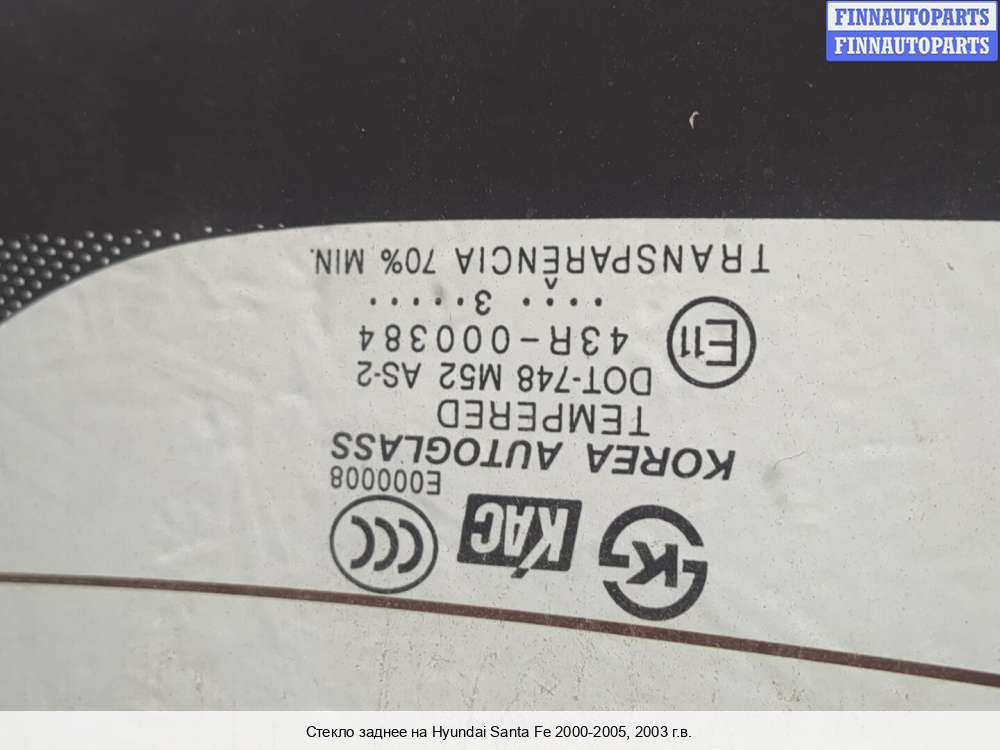 FINNAUTOPARTS
FINNAUTOPARTS
K
KAC
CCC
E000008
KOREA AUTOGLASS
TEMPERED
DOT-748 M52 AS-2
E11
43R-000384
.... 3......
TRANSPARÊNCIA 70% MIN.
Стекло заднее на Hyundai Santa Fe 2000-2005, 2003 г.в.